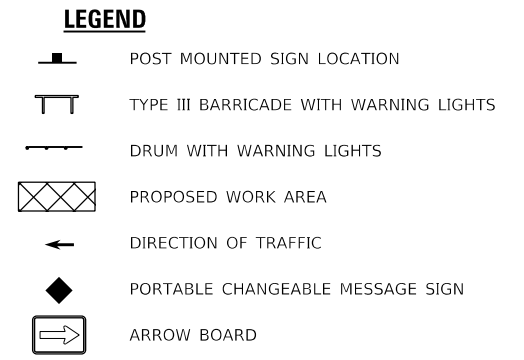 LEGEND
POST MOUNTED SIGN LOCATION
TYPE III BARRICADE WITH WARNING LIGHTS
DRUM WITH WARNING LIGHTS
PROPOSED WORK AREA
DIRECTION OF TRAFFIC
PORTABLE CHANGEABLE MESSAGE SIGN
ARROW BOARD